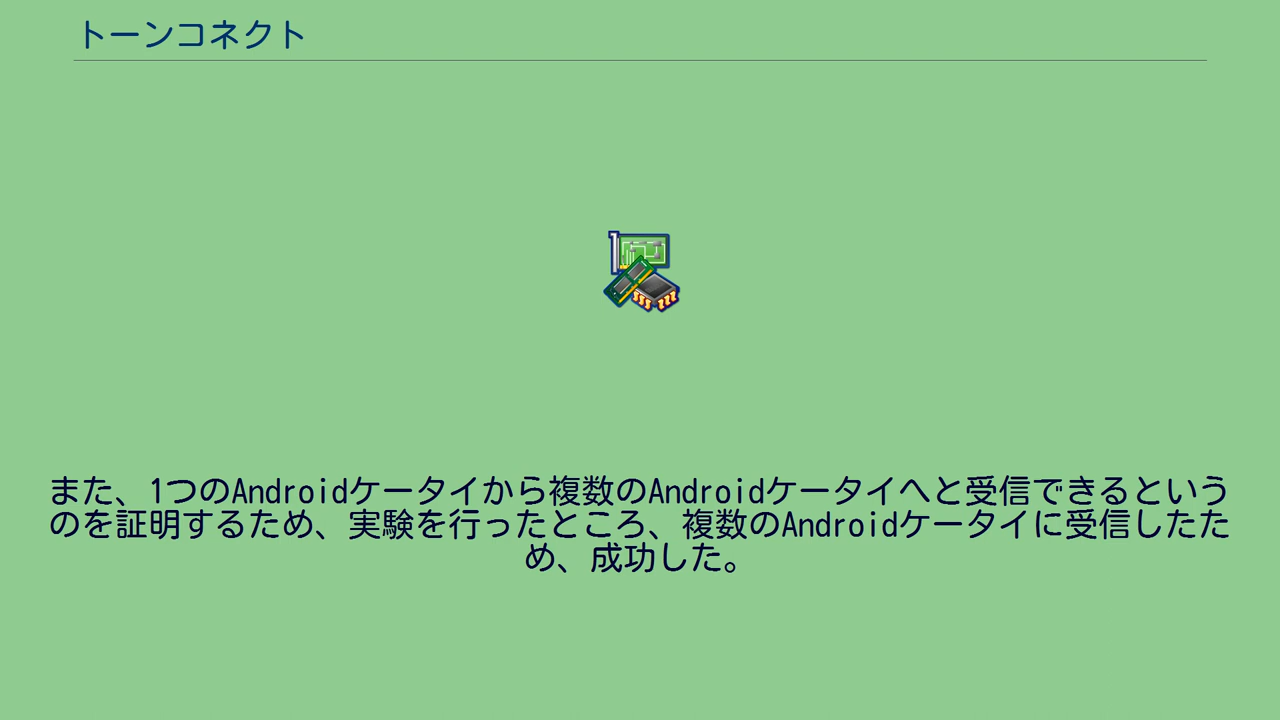 トーンコネクト
また、1つのAndroidケータイから複数のAndroidケータイへと受信できるという
のを証明するため、実験を行ったところ、複数のAndroidケータイに受信したた
め、成功した。